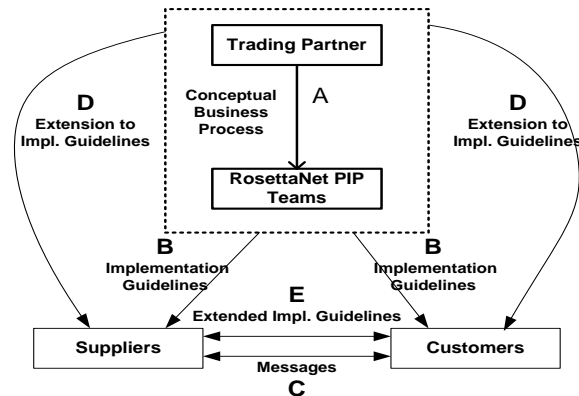 Trading Partner
A
Conceptual
Business
Process
RosettaNet PIP
Teams
D
Extension to
Impl. Guidelines
D
Extension to
Impl. Guidelines
B
Implementation
Guidelines
B
Implementation
Guidelines
E
Extended Impl. Guidelines
Suppliers
Customers
Messages
C